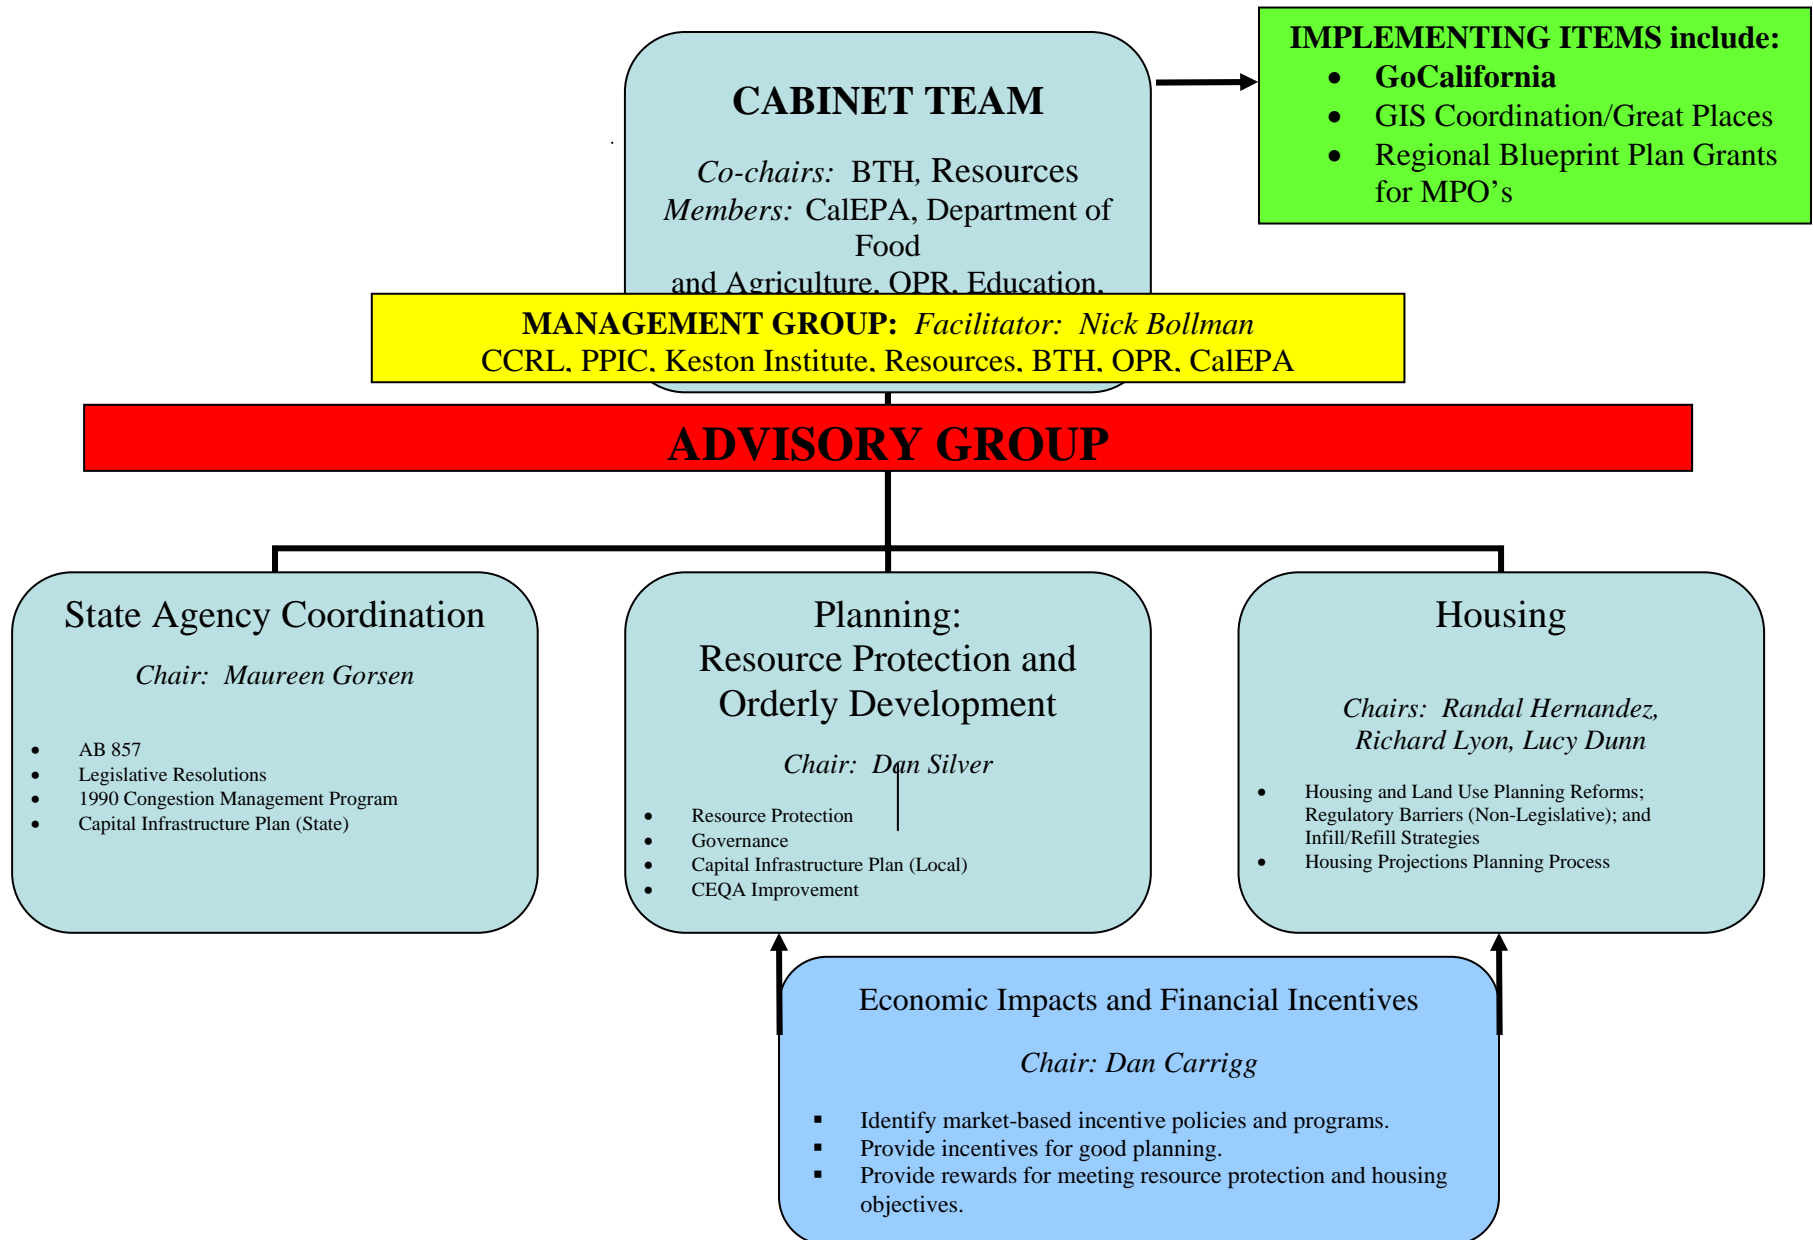 CABINET TEAM
Co-chairs: BTH, Resources
Members: CalEPA, Department of
Food
and Agriculture, OPR, Education,
IMPLEMENTING ITEMS include:
• GoCalifornia
• GIS Coordination/Great Places
• Regional Blueprint Plan Grants
for MPO's
MANAGEMENT GROUP: Facilitator: Nick Bollman
CCRL, PPIC, Keston Institute, Resources, BTH, OPR, CalEPA
ADVISORY GROUP
State Agency Coordination
Chair: Maureen Gorsen
• AB 857
• Legislative Resolutions
• 1990 Congestion Management Program
• Capital Infrastructure Plan (State)
Planning:
Resource Protection and
Orderly Development
Chair: Dan Silver
• Resource Protection
• Governance
• Capital Infrastructure Plan (Local)
• CEQA Improvement
Housing
Chairs: Randal Hernandez,
Richard Lyon, Lucy Dunn
• Housing and Land Use Planning Reforms;
Regulatory Barriers (Non-Legislative); and
Infill/Refill Strategies
• Housing Projections Planning Process
Economic Impacts and Financial Incentives
Chair: Dan Carrigg
▪ Identify market-based incentive policies and programs.
▪ Provide incentives for good planning.
▪ Provide rewards for meeting resource protection and housing
objectives.